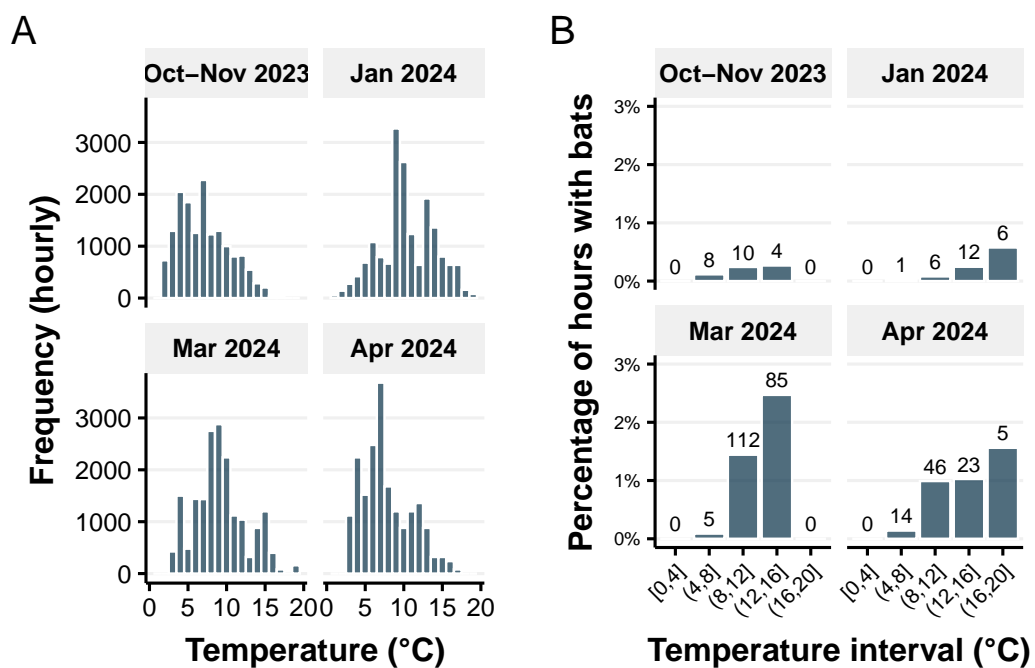 A
Oct–Nov 2023
Jan 2024
3000
2000
1000
0
Mar 2024
Apr 2024
3000
2000
1000
0
0 5 10 15 20
0 5 10 15 20
Frequency (hourly)
Temperature (°C)
B
Oct–Nov 2023
Jan 2024
3%
2%
1%
0%
0 8 10 4 0
0 1 6 12 6
Mar 2024
Apr 2024
3%
2%
1%
0%
0 5 112 85 0
0 14 46 23 5
[0,4] (4,8] (8,12] (12,16] (16,20]
[0,4] (4,8] (8,12] (12,16] (16,20]
Percentage of hours with bats
Temperature interval (°C)